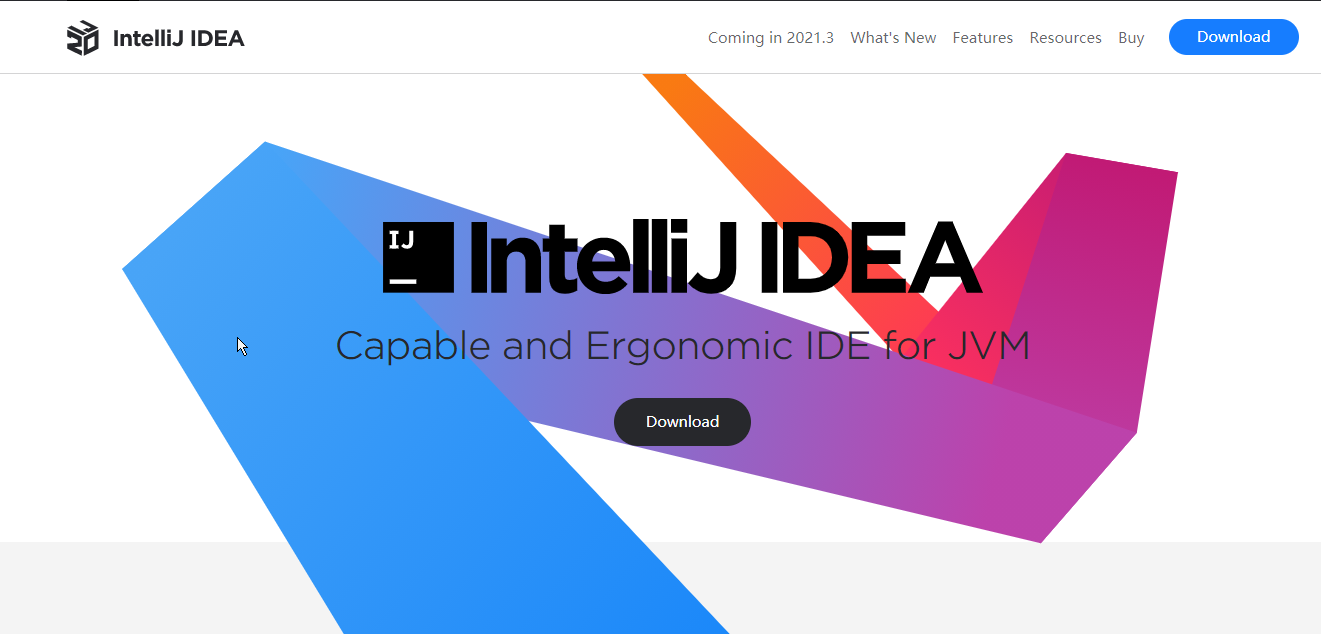 IntelliJ IDEA
Coming in 2021.3 What's New Features Resources Buy Download
IJ IntelliJ IDEA
Capable and Ergonomic IDE for JVM
Download